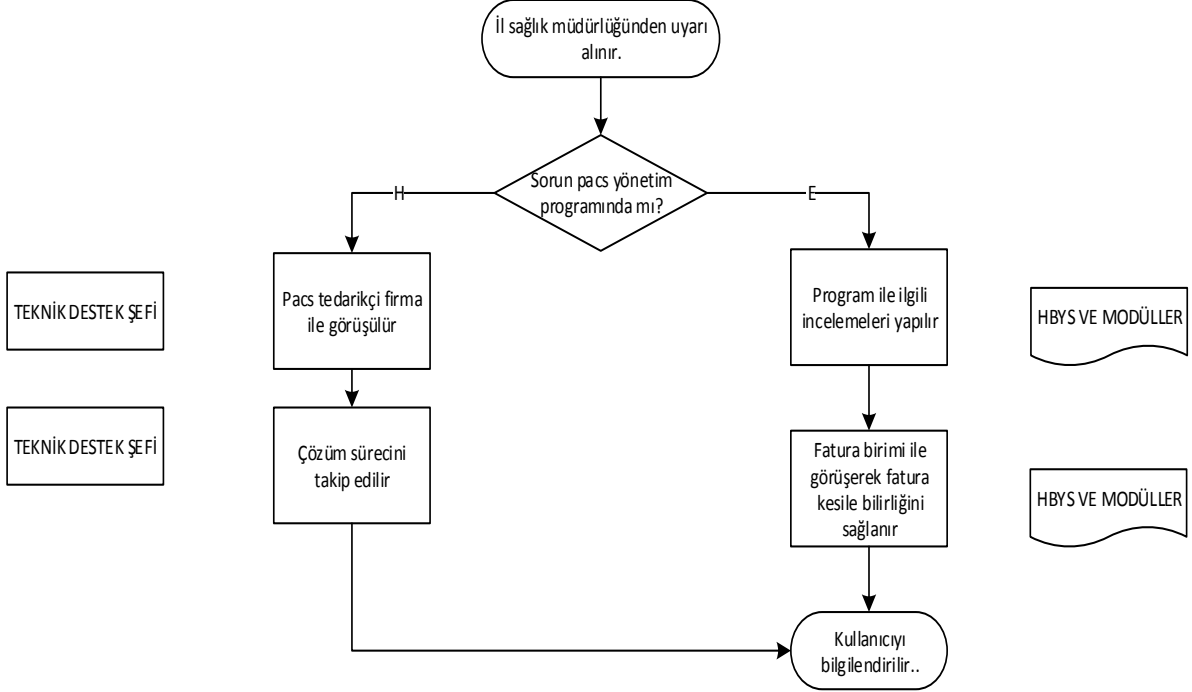 İl sağlık müdürlüğünden uyarı
alınır.
Sorun pacs yönetim
programında mı?
H
E
TEKNİK DESTEK ŞEFİ
Pacs tedarikçi firma
ile görüşülür
Program ile ilgili
incelemeleri yapılır
HBYS VE MODÜLLER
TEKNİK DESTEK ŞEFİ
Çözüm sürecini
takip edilir
Fatura birimi ile
görüşerek fatura
kesile bilirliğini
sağlanır
HBYS VE MODÜLLER
Kullanıcıyı
bilgilendirilir..